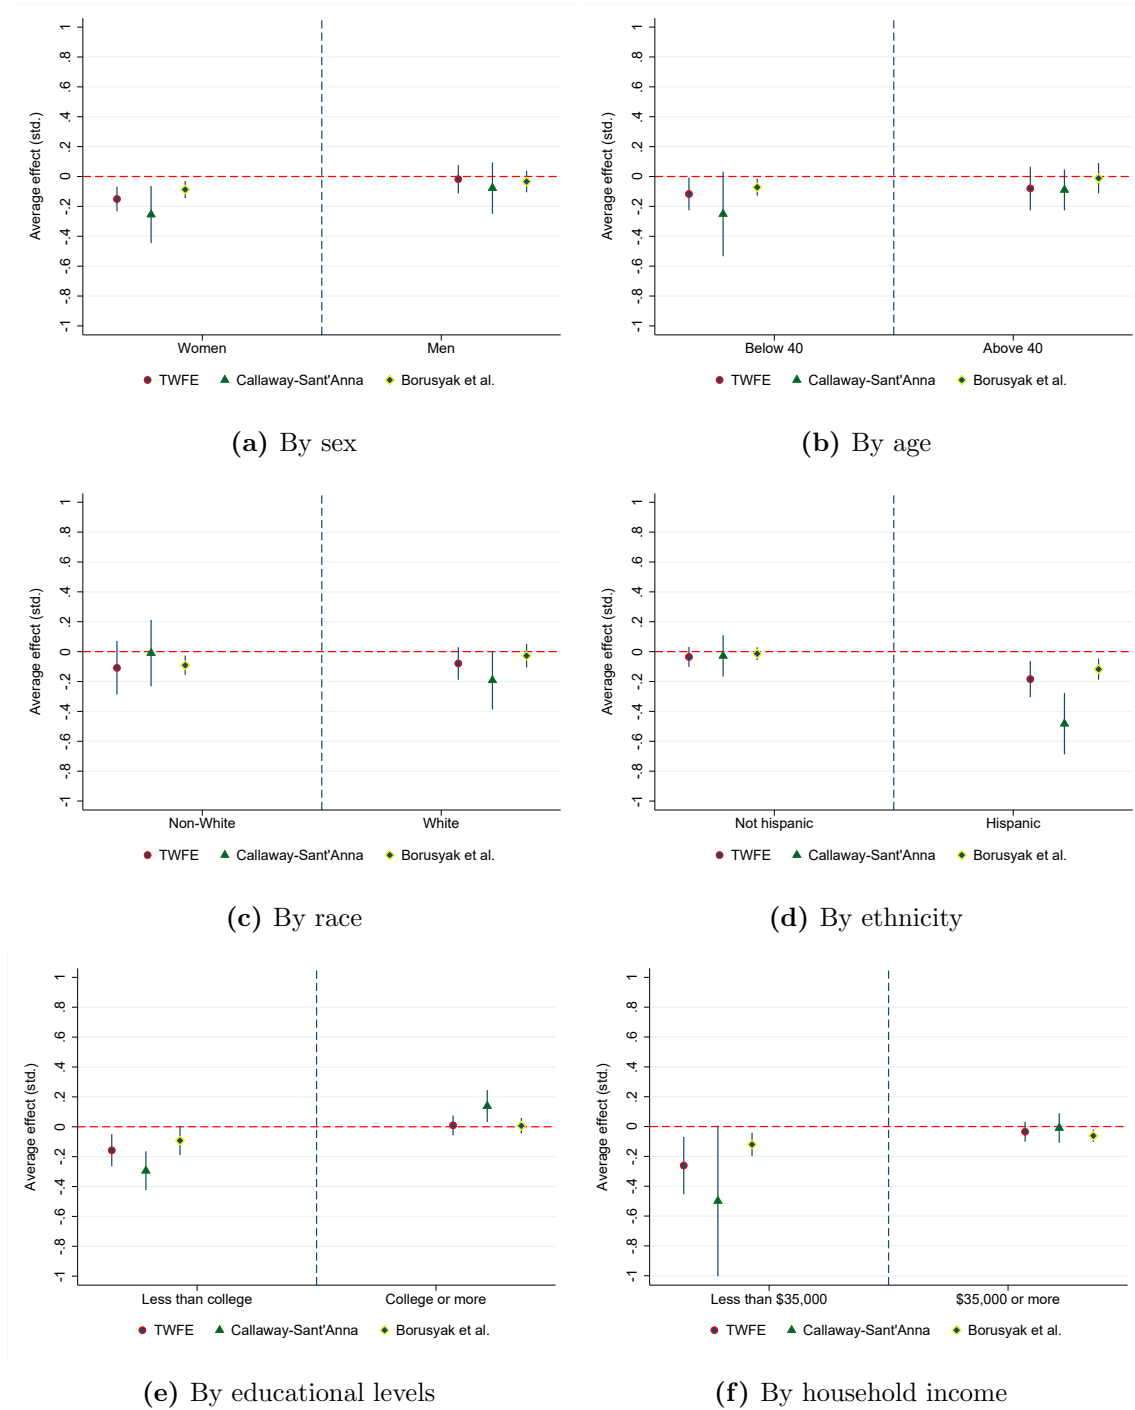 Average effect (std.)
1
.8
.6
.4
.2
0
-.2
-.4
-.6
-.8
-1
Women
Men
TWFE
Callaway-Sant'Anna
Borusyak et al.
(a) By sex
Average effect (std.)
1
.8
.6
.4
.2
0
-.2
-.4
-.6
-.8
-1
Below 40
Above 40
TWFE
Callaway-Sant'Anna
Borusyak et al.
(b) By age
Average effect (std.)
1
.8
.6
.4
.2
0
-.2
-.4
-.6
-.8
-1
Non-White
White
TWFE
Callaway-Sant'Anna
Borusyak et al.
(c) By race
Average effect (std.)
1
.8
.6
.4
.2
0
-.2
-.4
-.6
-.8
-1
Not hispanic
Hispanic
TWFE
Callaway-Sant'Anna
Borusyak et al.
(d) By ethnicity
Average effect (std.)
1
.8
.6
.4
.2
0
-.2
-.4
-.6
-.8
-1
Less than college
College or more
TWFE
Callaway-Sant'Anna
Borusyak et al.
(e) By educational levels
Average effect (std.)
1
.8
.6
.4
.2
0
-.2
-.4
-.6
-.8
-1
Less than $35,000
$35,000 or more
TWFE
Callaway-Sant'Anna
Borusyak et al.
(f) By household income